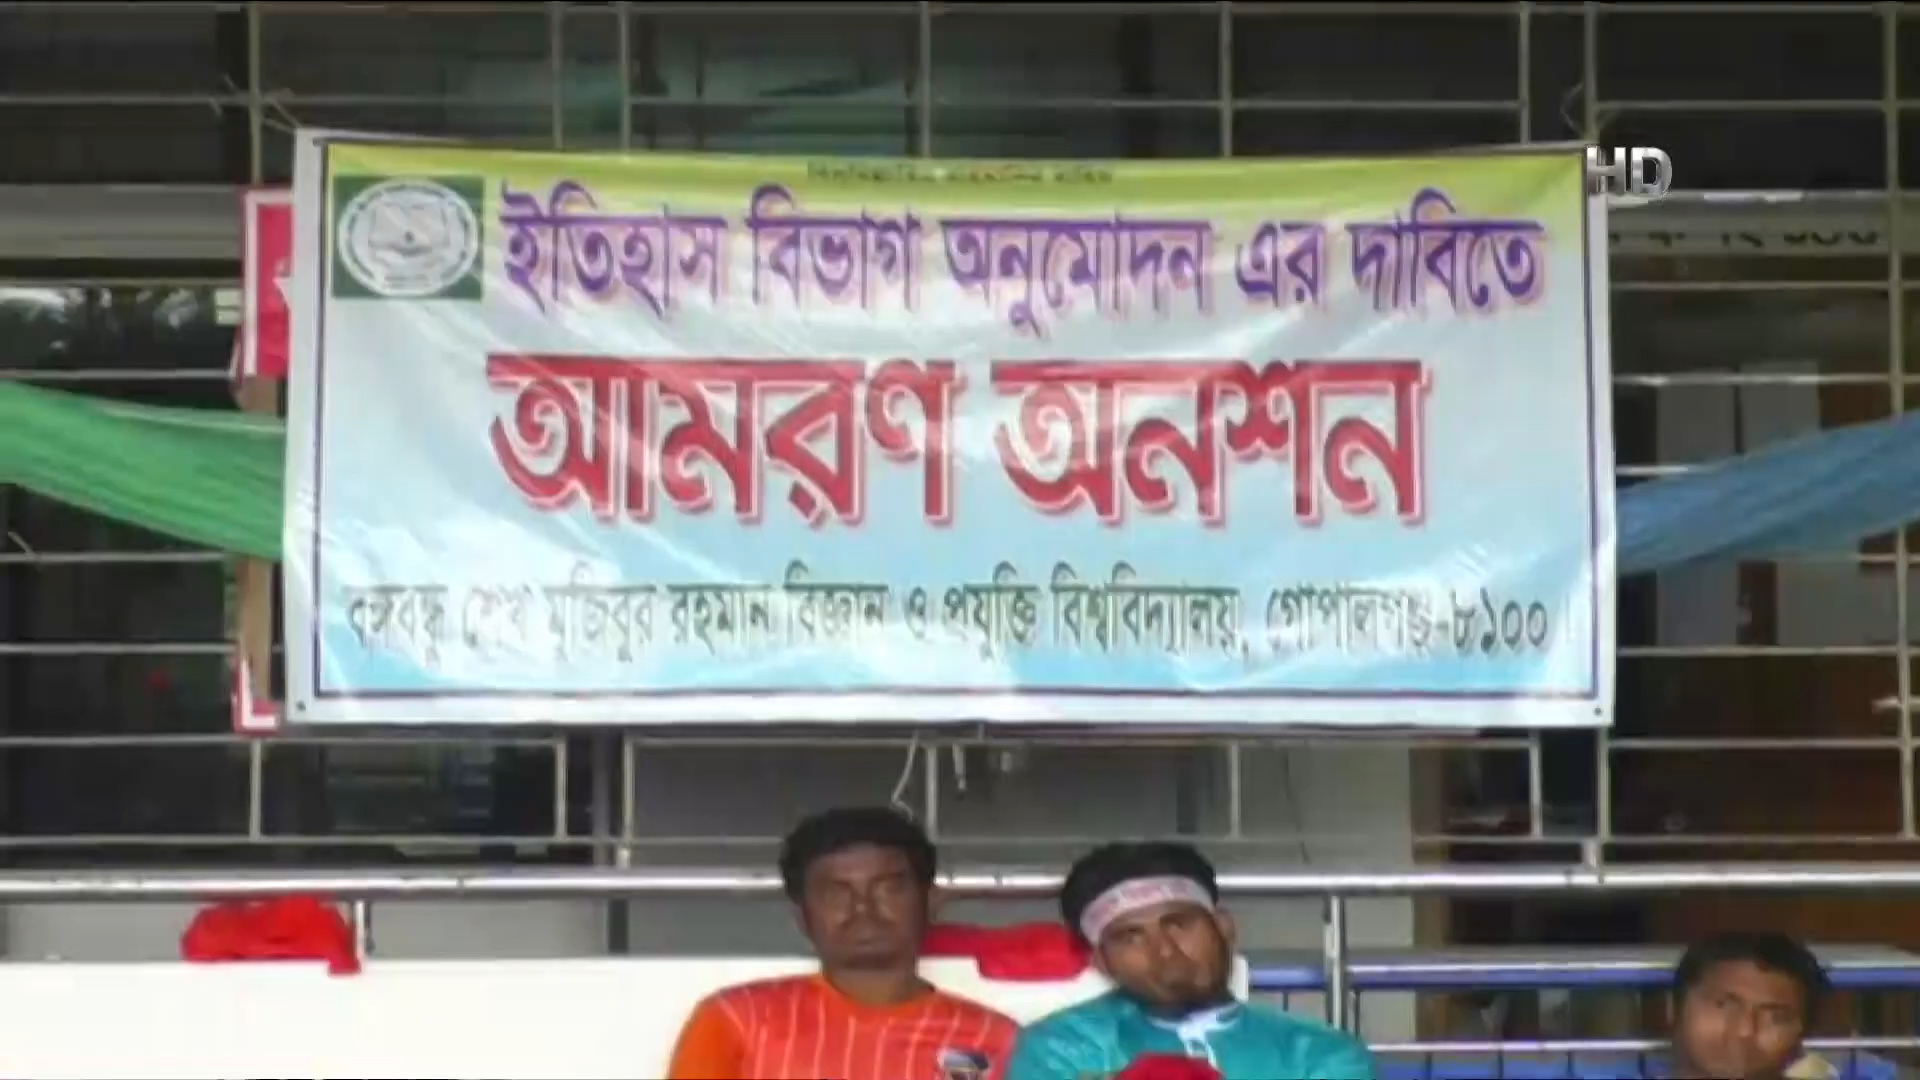 ইতিহাস বিভাগ অনুমোদন এর দাবিতে
HD
আমরণ অনশন
বঙ্গবন্ধু শেখ মুজিবুর রহমান বিজ্ঞান ও প্রযুক্তি বিশ্ববিদ্যালয়, গোপালগঞ্জ-৮১০০।